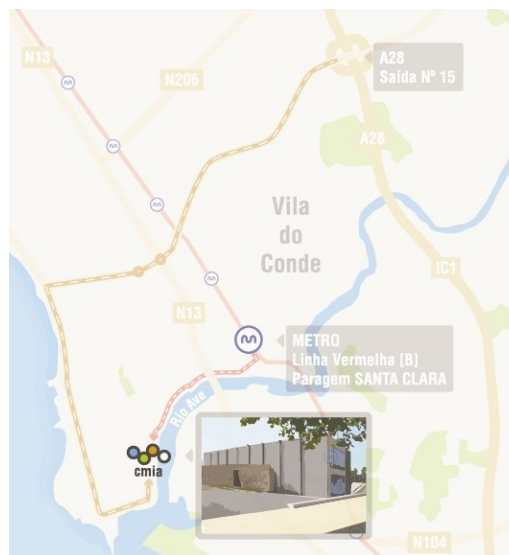 N13
N206
A28
Saída Nº 15
A28
Vila
do
Conde
IC1
N13
METRO
Linha Vermelha [B]
Paragem SANTA CLARA
Rio Ave
cmia
N104